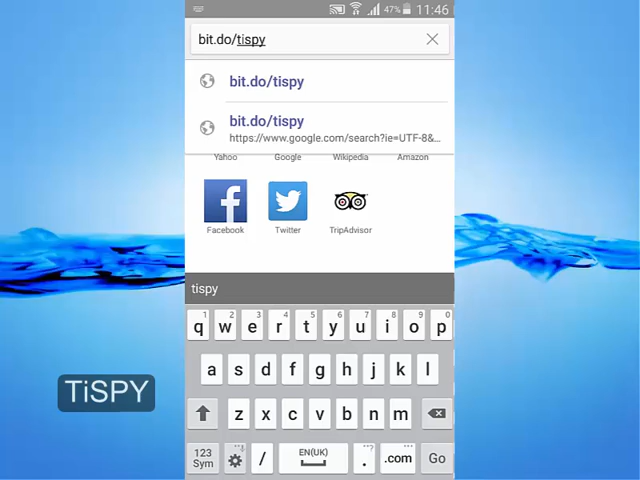 47% 11:46
bit.do/tispy
bit.do/tispy
bit.do/tispy
https://www.google.com/search?ie=UTF-8&...
Yahoo Google Wikipedia Amazon
Facebook Twitter TripAdvisor
tispy
1 2 3 4 5 6 7 8 9 0
q w e r t y u i o p
a s d f g h j k l
TiSPY
z x c v b n m
123 Sym / EN(UK) . .com Go